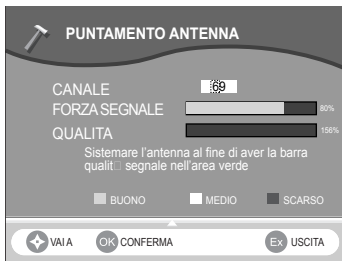 PUNTAMENTO ANTENNA
CANALE 69
FORZA SEGNALE 80%
QUALITA 156%
Sistemare l'antenna al fine di aver la barra
qualit□ segnale nell'area verde
BUONO MEDIO SCARSO
VAI A OK CONFERMA Ex USCITA